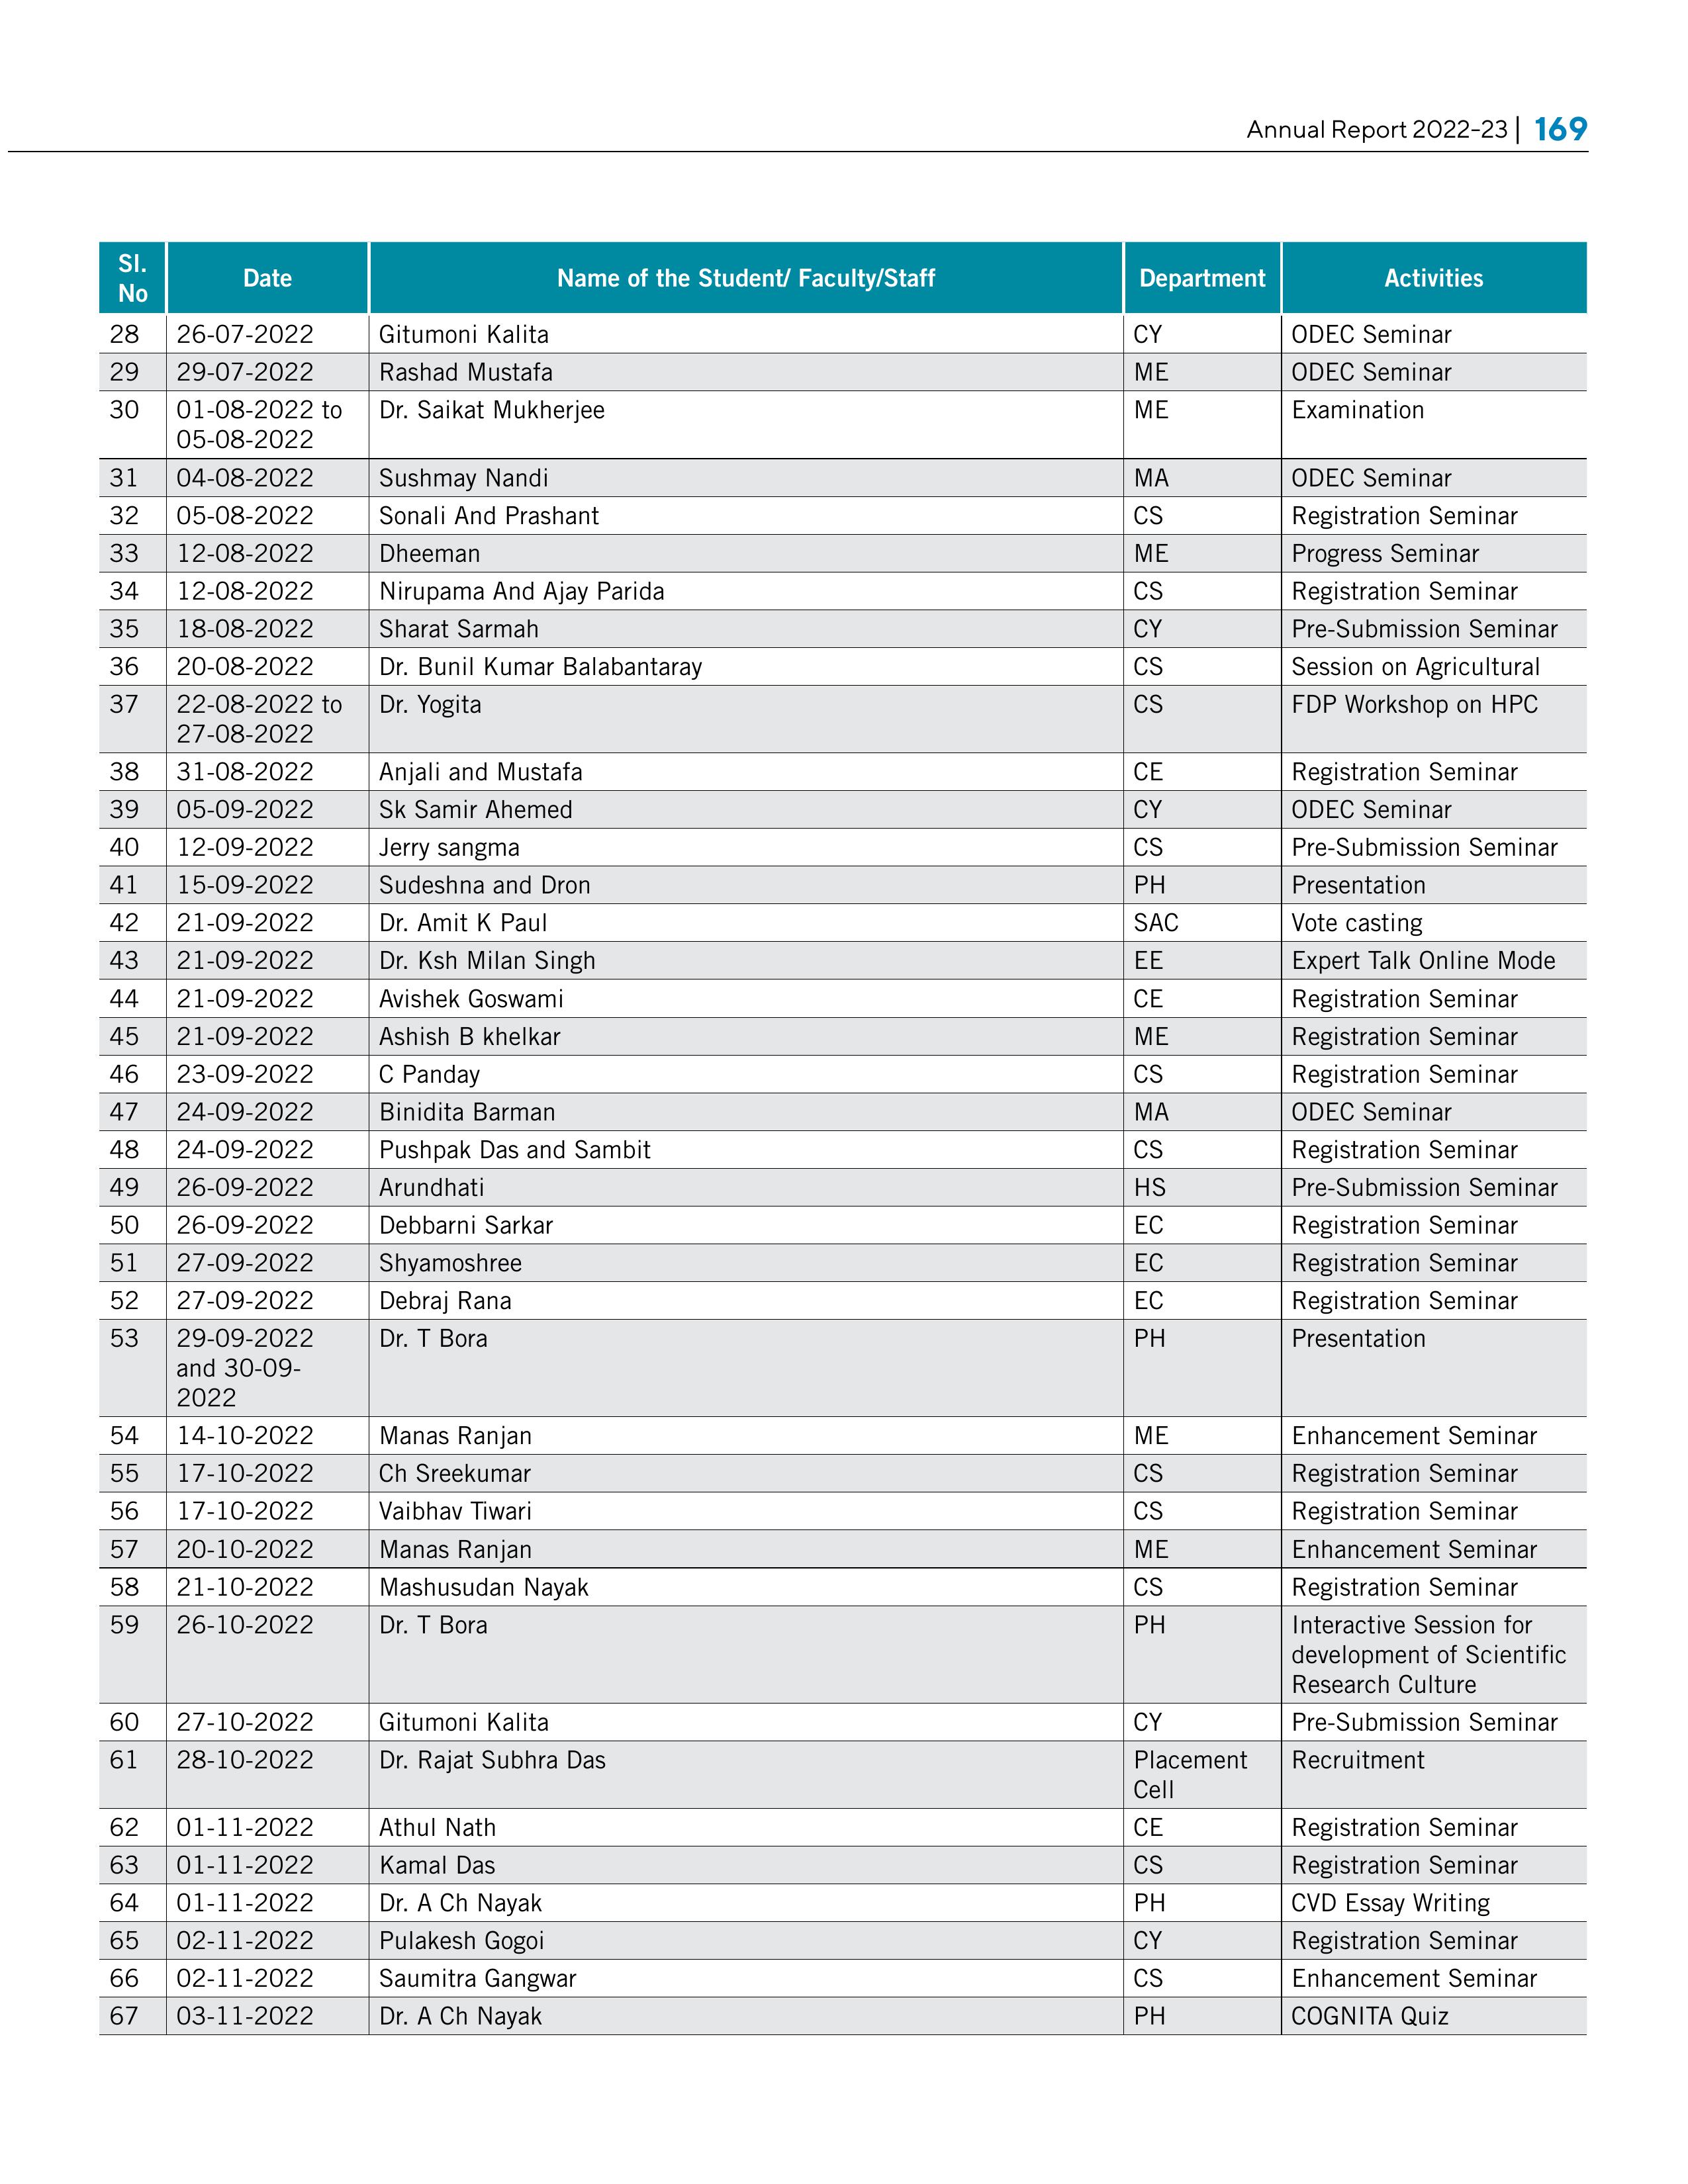 Annual Report 2022-23 | 169
Sl. No Date Name of the Student/ Faculty/Staff Department Activities
28 26-07-2022 Gitumoni Kalita CY ODEC Seminar
29 29-07-2022 Rashad Mustafa ME ODEC Seminar
30 01-08-2022 to 05-08-2022 Dr. Saikat Mukherjee ME Examination
31 04-08-2022 Sushmay Nandi MA ODEC Seminar
32 05-08-2022 Sonali And Prashant CS Registration Seminar
33 12-08-2022 Dheeman ME Progress Seminar
34 12-08-2022 Nirupama And Ajay Parida CS Registration Seminar
35 18-08-2022 Sharat Sarmah CY Pre-Submission Seminar
36 20-08-2022 Dr. Bunil Kumar Balabantaray CS Session on Agricultural
37 22-08-2022 to 27-08-2022 Dr. Yogita CS FDP Workshop on HPC
38 31-08-2022 Anjali and Mustafa CE Registration Seminar
39 05-09-2022 Sk Samir Ahemed CY ODEC Seminar
40 12-09-2022 Jerry sangma CS Pre-Submission Seminar
41 15-09-2022 Sudeshna and Dron PH Presentation
42 21-09-2022 Dr. Amit K Paul SAC Vote casting
43 21-09-2022 Dr. Ksh Milan Singh EE Expert Talk Online Mode
44 21-09-2022 Avishek Goswami CE Registration Seminar
45 21-09-2022 Ashish B khelkar ME Registration Seminar
46 23-09-2022 C Panday CS Registration Seminar
47 24-09-2022 Binidita Barman MA ODEC Seminar
48 24-09-2022 Pushpak Das and Sambit CS Registration Seminar
49 26-09-2022 Arundhati HS Pre-Submission Seminar
50 26-09-2022 Debbarni Sarkar EC Registration Seminar
51 27-09-2022 Shyamoshree EC Registration Seminar
52 27-09-2022 Debraj Rana EC Registration Seminar
53 29-09-2022 and 30-09-2022 Dr. T Bora PH Presentation
54 14-10-2022 Manas Ranjan ME Enhancement Seminar
55 17-10-2022 Ch Sreekumar CS Registration Seminar
56 17-10-2022 Vaibhav Tiwari CS Registration Seminar
57 20-10-2022 Manas Ranjan ME Enhancement Seminar
58 21-10-2022 Mashusudan Nayak CS Registration Seminar
59 26-10-2022 Dr. T Bora PH Interactive Session for development of Scientific Research Culture
60 27-10-2022 Gitumoni Kalita CY Pre-Submission Seminar
61 28-10-2022 Dr. Rajat Subhra Das Placement Cell Recruitment
62 01-11-2022 Athul Nath CE Registration Seminar
63 01-11-2022 Kamal Das CS Registration Seminar
64 01-11-2022 Dr. A Ch Nayak PH CVD Essay Writing
65 02-11-2022 Pulakesh Gogoi CY Registration Seminar
66 02-11-2022 Saumitra Gangwar CS Enhancement Seminar
67 03-11-2022 Dr. A Ch Nayak PH COGNITA Quiz